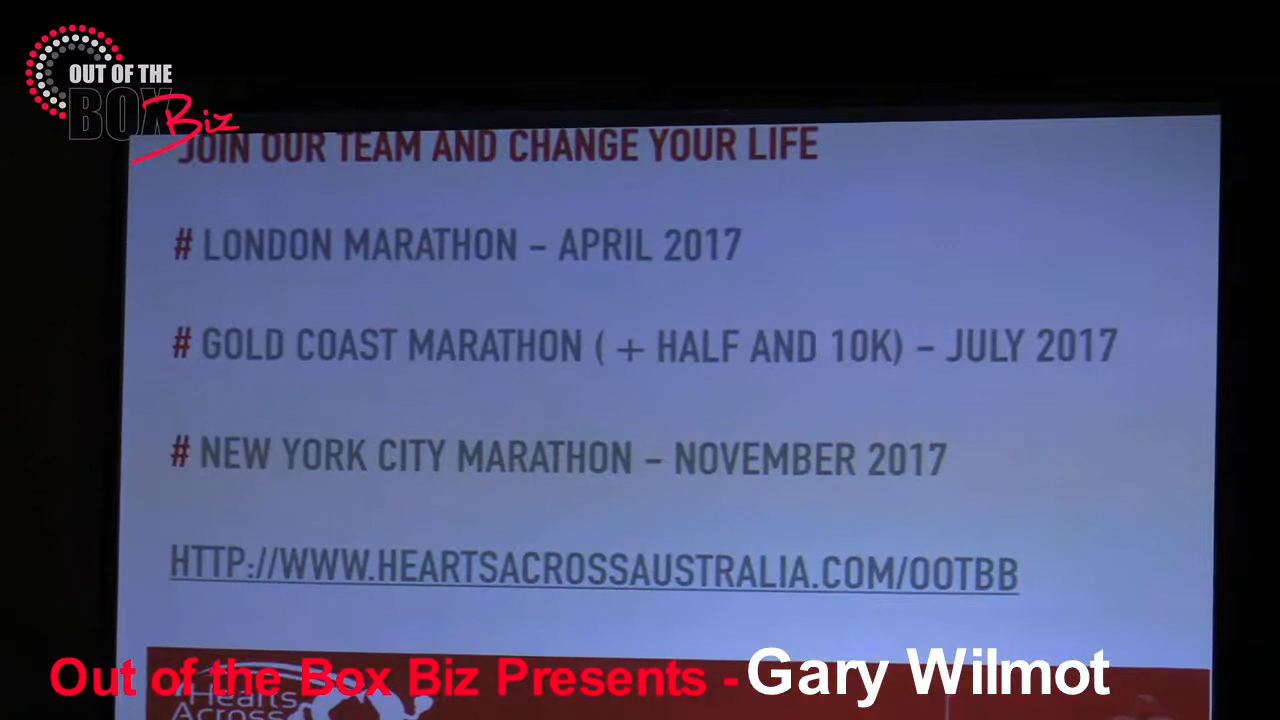 OUT OF THE
BOX Biz
JOIN OUR TEAM AND CHANGE YOUR LIFE
# LONDON MARATHON – APRIL 2017
# GOLD COAST MARATHON ( + HALF AND 10K) – JULY 2017
# NEW YORK CITY MARATHON – NOVEMBER 2017
HTTP://WWW.HEARTSACROSSAUSTRALIA.COM/OOTBB
Out of the Box Biz Presents - Gary Wilmot
Hearts
Across